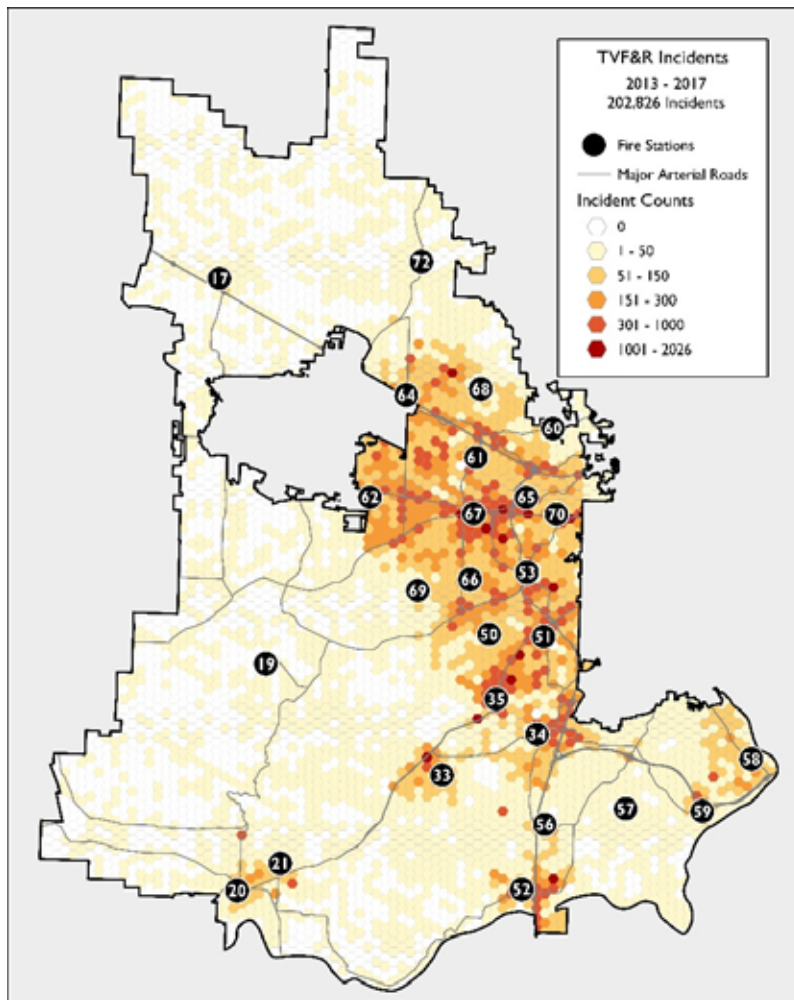 TVF&R Incidents
2013 - 2017
202,826 Incidents
Fire Stations
Major Arterial Roads
Incident Counts
0
1 - 50
51 - 150
151 - 300
301 - 1000
1001 - 2026
72
17
68
64
60
61
62
65
67
70
53
66
69
50
51
19
35
34
58
33
57
59
56
21
20
52